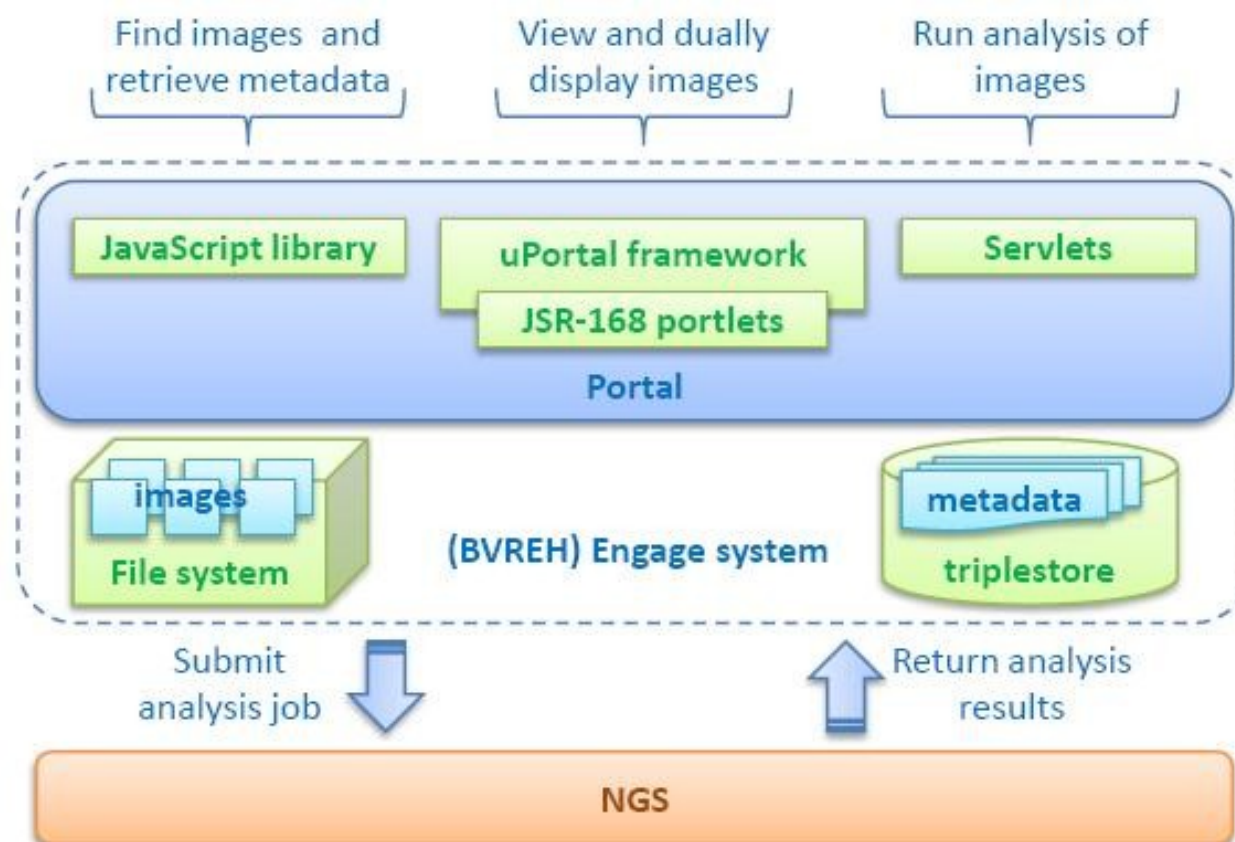 Find images and
retrieve metadata
View and dually
display images
Run analysis of
images
JavaScript library
uPortal framework
JSR-168 portlets
Servlets
Portal
images
File system
(BVREH) Engage system
metadata
triplestore
Submit
analysis job
Return analysis
results
NGS